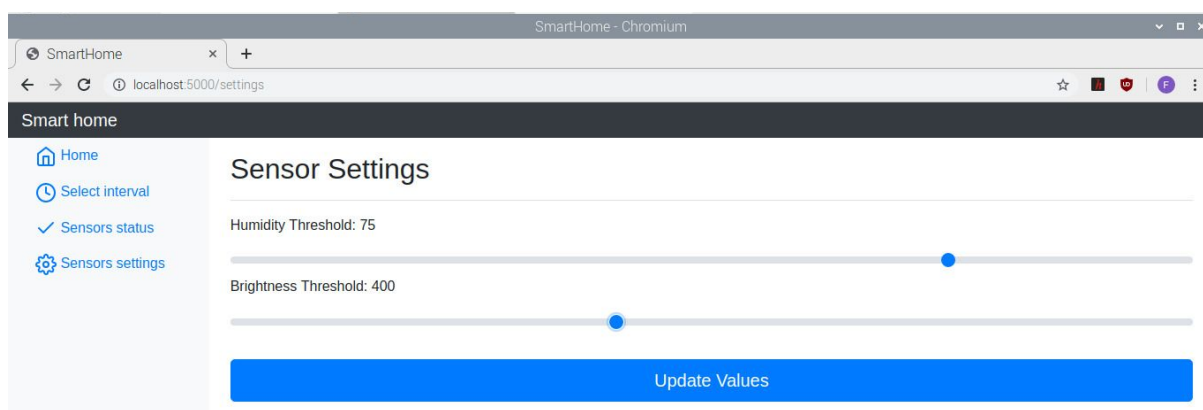 SmartHome - Chromium
SmartHome
localhost:5000/settings
Smart home
Home
Select interval
Sensors status
Sensors settings
Sensor Settings
Humidity Threshold: 75
Brightness Threshold: 400
Update Values
F